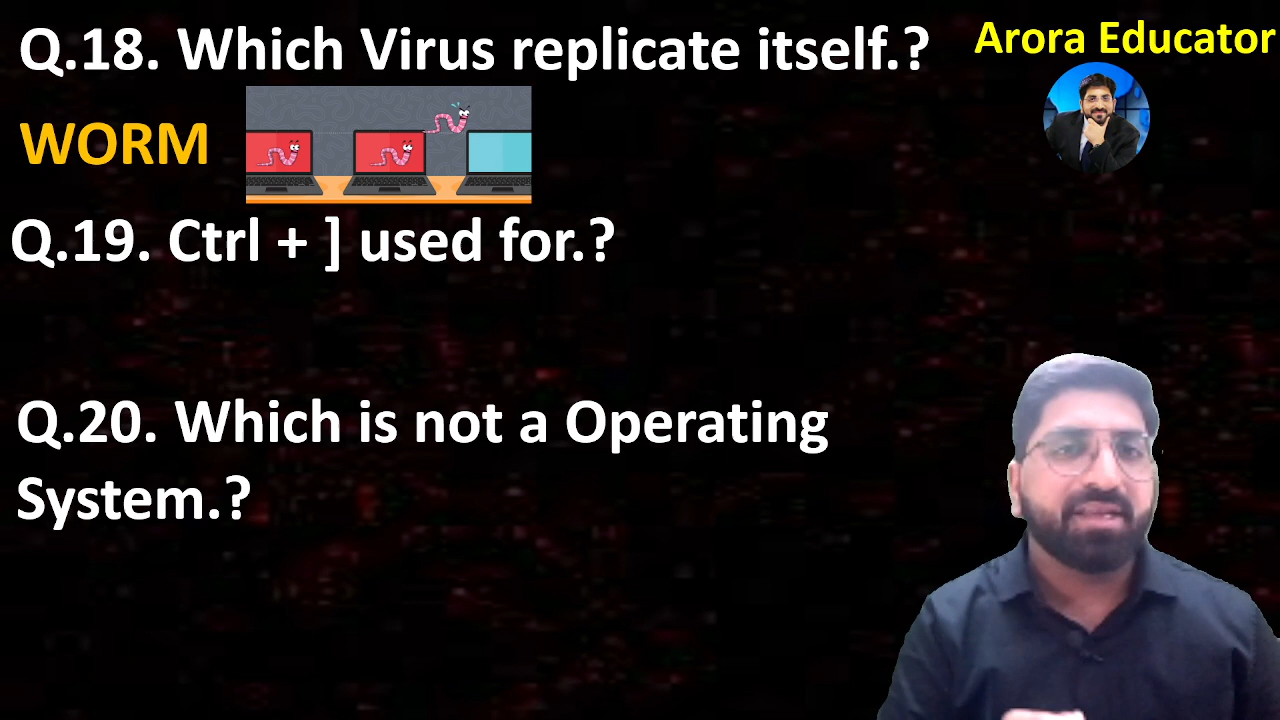 Q.18. Which Virus replicate itself.?
Arora Educator
WORM
Q.19. Ctrl + ] used for.?
Q.20. Which is not a Operating
System.?